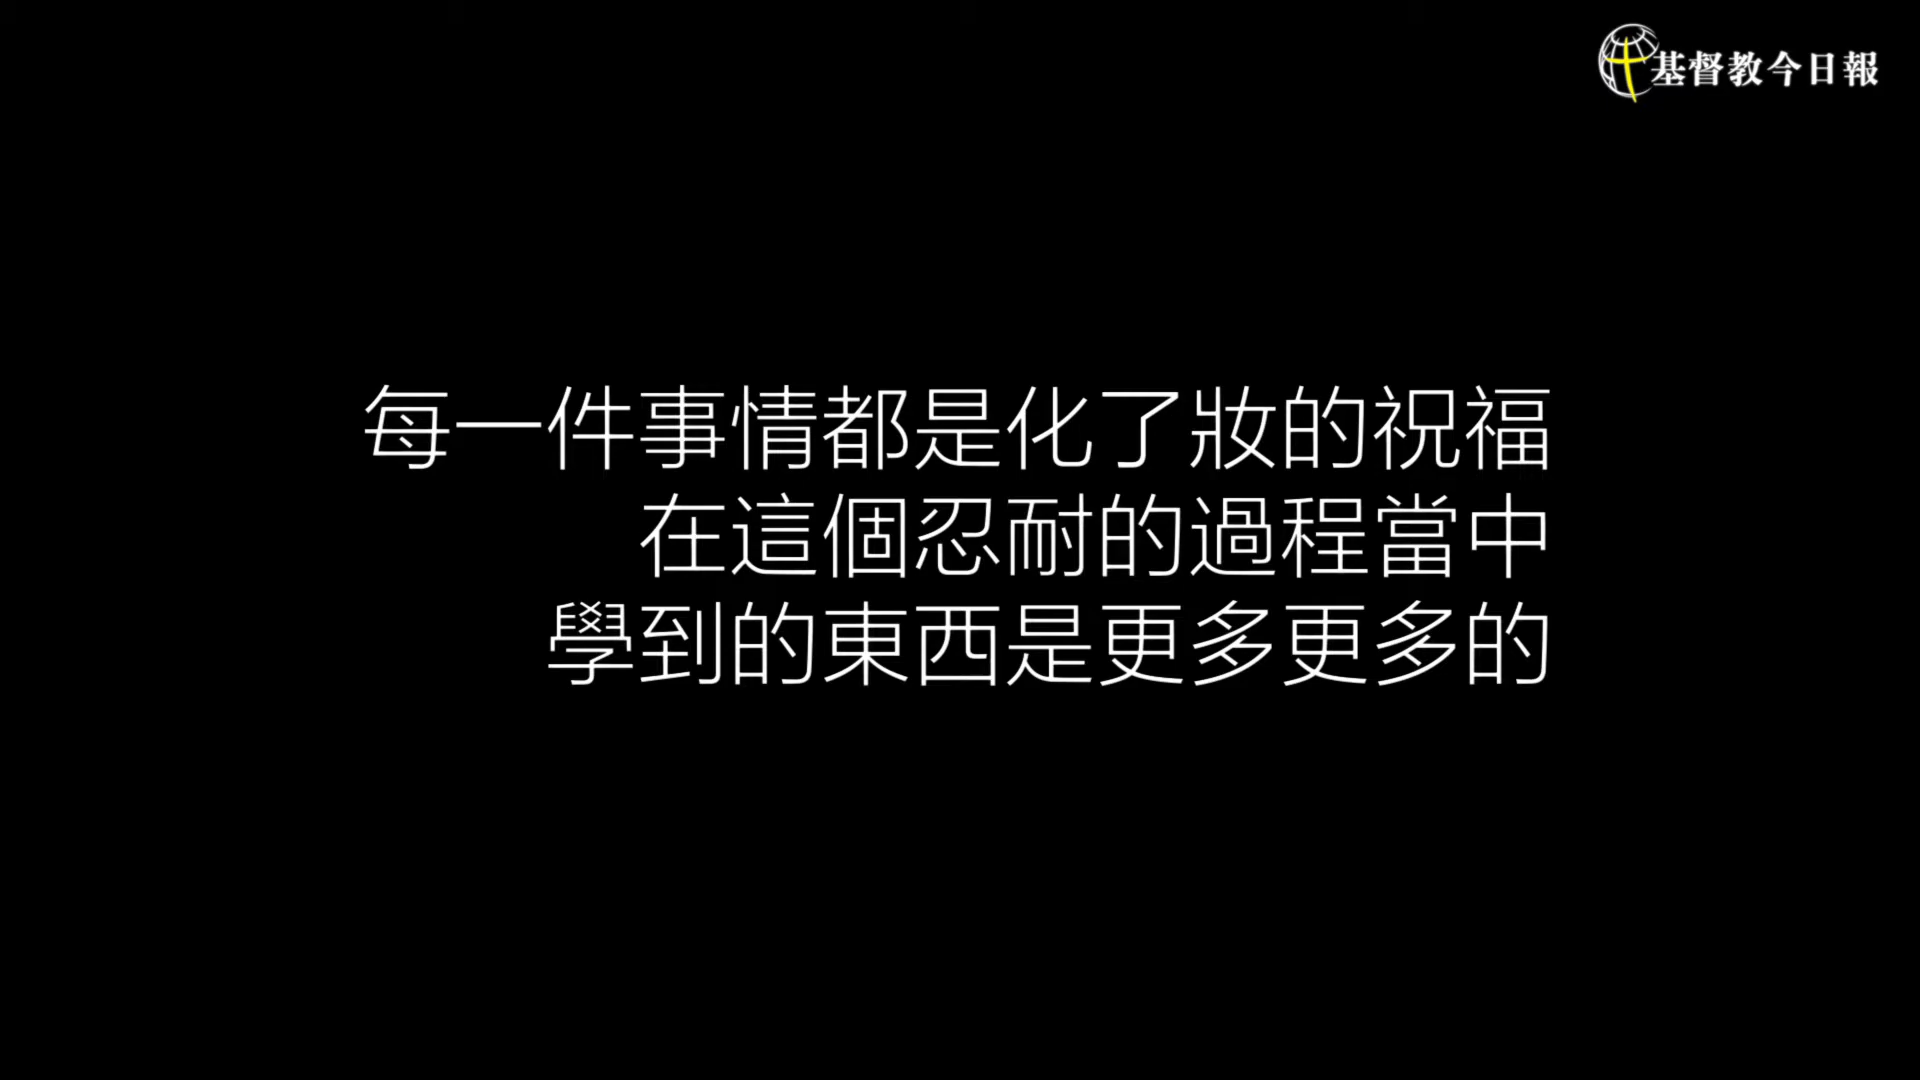 基督教今日報
每一件事情都是化了妝的祝福
在這個忍耐的過程當中
學到的東西是更多更多的